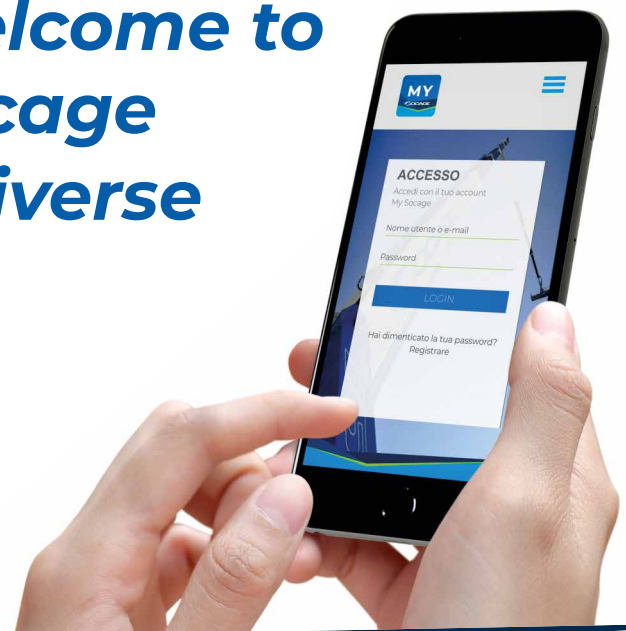 elcome to
cage
iverse
MY
SOCAGE
ACCESSO
Accedi con il tuo account
My Socage
Nome utente o e-mail
Password
LOGIN
Hai dimenticato la tua password?
Registrare